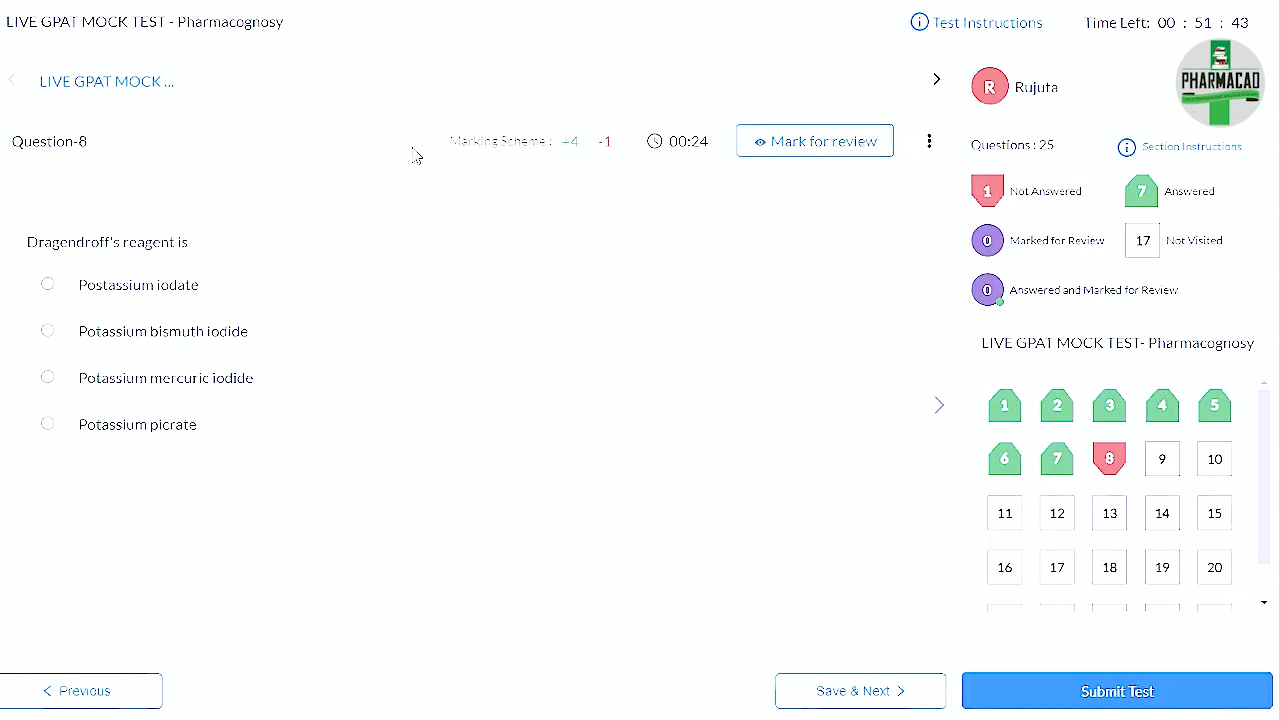 LIVE GPAT MOCK TEST - Pharmacognosy
Test Instructions
Time Left: 00 : 51 : 43
LIVE GPAT MOCK ...
R Rujuta
PHARMACAD
Question-8
Marking Scheme : +4 -1
00:24
Mark for review
Questions : 25
Section Instructions
1 Not Answered
7 Answered
0 Marked for Review
17 Not Visited
0 Answered and Marked for Review
Dragendroff's reagent is
Postassium iodate
Potassium bismuth iodide
Potassium mercuric iodide
Potassium picrate
LIVE GPAT MOCK TEST- Pharmacognosy
1 2 3 4 5
6 7 8 9 10
11 12 13 14 15
16 17 18 19 20
Previous
Save & Next
Submit Test